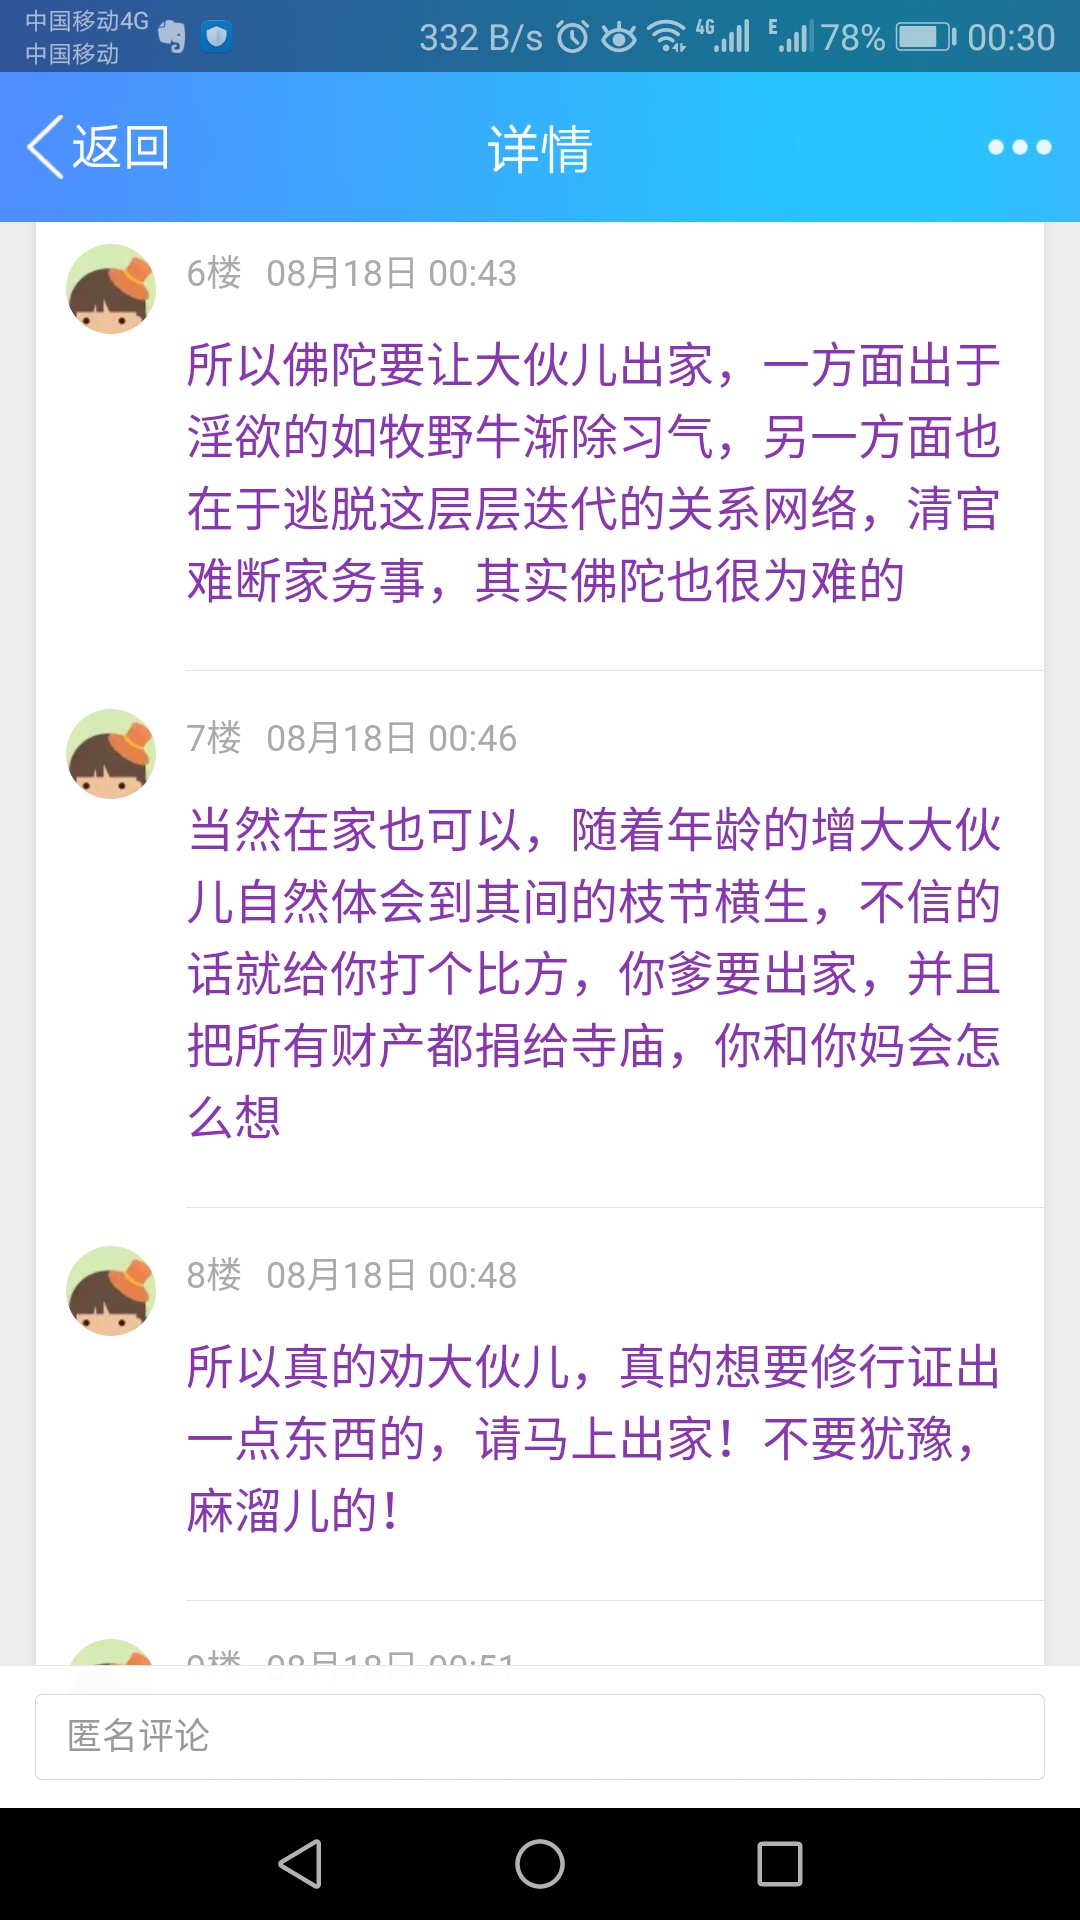 中国移动4G
中国移动
332 B/s 4G E 78% 00:30
返回 详情
6楼 08月18日 00:43
所以佛陀要让大伙儿出家，一方面出于
淫欲的如牧野牛渐除习气，另一方面也
在于逃脱这层层迭代的关系网络，清官
难断家务事，其实佛陀也很为难的
7楼 08月18日 00:46
当然在家也可以，随着年龄的增大大伙
儿自然体会到其间的枝节横生，不信的
话就给你打个比方，你爹要出家，并且
把所有财产都捐给寺庙，你和你妈会怎
么想
8楼 08月18日 00:48
所以真的劝大伙儿，真的想要修行证出
一点东西的，请马上出家！不要犹豫，
麻溜儿的！
9楼 08月18日 00:51
匿名评论